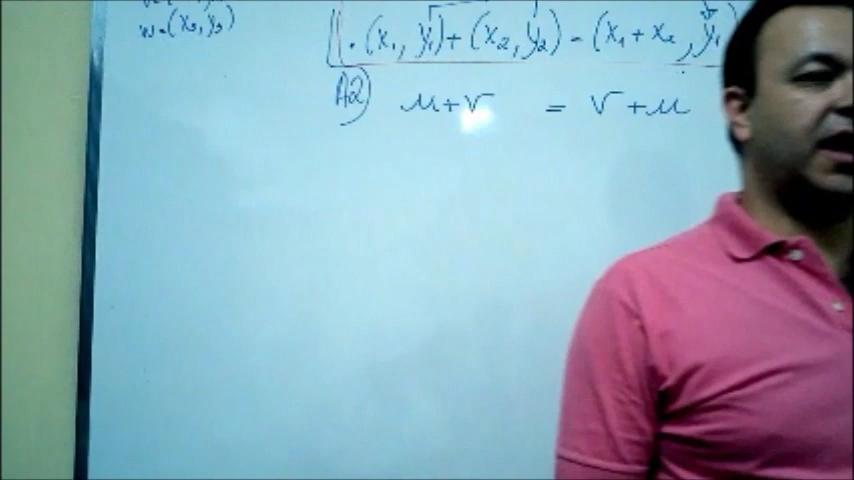 w=(x₃, y₃)
• (x₁, y₁)+(x₂, y₂) = (x₁+x₂, y₁
A2) u+v = v+u